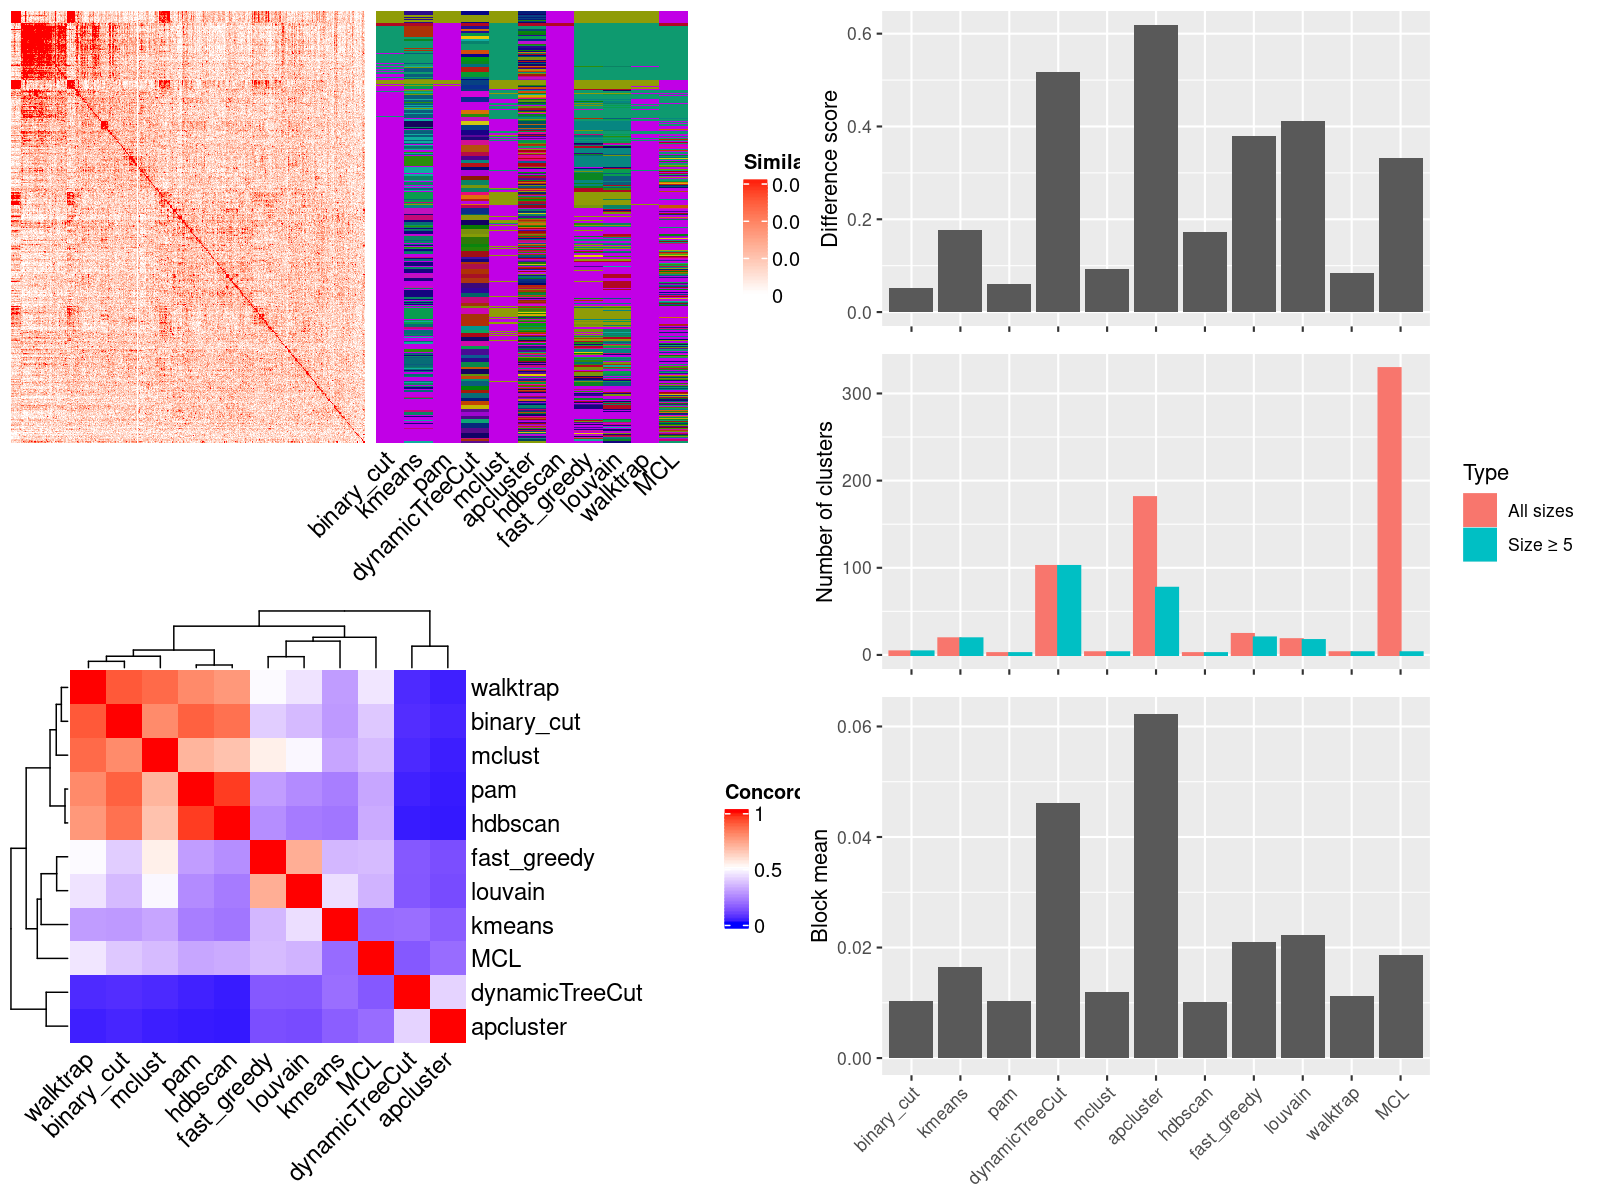 Simila
0.0
0.0
0.0
0
binary_cut
kmeans
pam
dynamicTreeCut
mclust
apcluster
hdbscan
fast_greedy
louvain
walktrap
MCL
walktrap
binary_cut
mclust
pam
hdbscan
fast_greedy
louvain
kmeans
MCL
dynamicTreeCut
apcluster
walktrap
binary_cut
mclust
pam
hdbscan
fast_greedy
louvain
kmeans
MCL
dynamicTreeCut
apcluster
Concord
1
0.5
0
Difference score
0.6
0.4
0.2
0.0
Number of clusters
300
200
100
0
Type
All sizes
Size ≥ 5
Block mean
0.06
0.04
0.02
0.00
binary_cut
kmeans
pam
dynamicTreeCut
mclust
apcluster
hdbscan
fast_greedy
louvain
walktrap
MCL